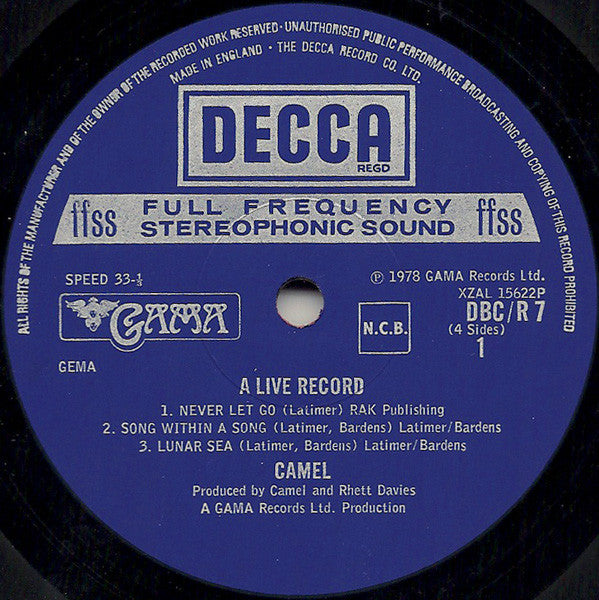 ALL RIGHTS OF THE MANUFACTURER AND OF THE OWNER OF THE RECORDED WORK RESERVED · UNAUTHORISED PUBLIC PERFORMANCE BROADCASTING AND COPYING OF THIS RECORD PROHIBITED
MADE IN ENGLAND · THE DECCA RECORD CO. LTD.
DECCA
REGD
ffss FULL FREQUENCY ffss
STEREOPHONIC SOUND
SPEED 33-⅓
℗ 1978 GAMA Records Ltd.
XZAL 15622P
GAMA
N.C.B.
DBC/R 7
(4 Sides)
1
GEMA
A LIVE RECORD
1. NEVER LET GO (Latimer) RAK Publishing
2. SONG WITHIN A SONG (Latimer, Bardens) Latimer/Bardens
3. LUNAR SEA (Latimer, Bardens) Latimer/Bardens
CAMEL
Produced by Camel and Rhett Davies
A GAMA Records Ltd. Production